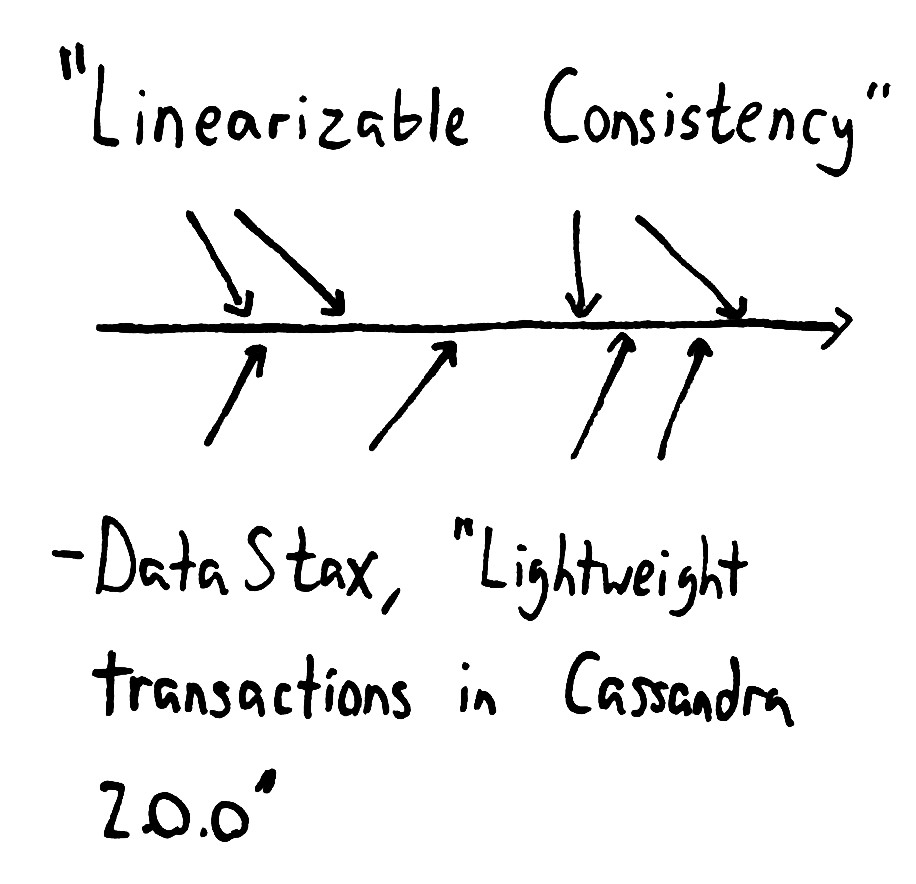 "Linearizable Consistency"
-DataStax, "Lightweight
transactions in Cassandra
2.0.0"